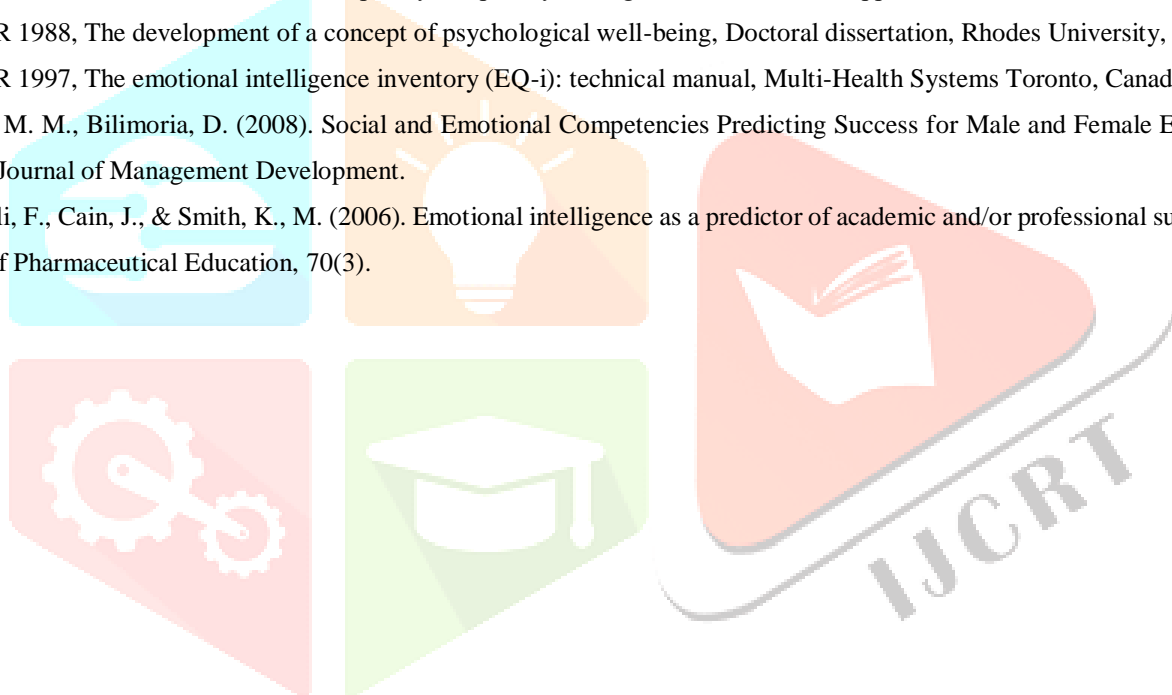 R 1988, The development of a concept of psychological well-being, Doctoral dissertation, Rhodes University,
R 1997, The emotional intelligence inventory (EQ-i): technical manual, Multi-Health Systems Toronto, Canad
M. M., Bilimoria, D. (2008). Social and Emotional Competencies Predicting Success for Male and Female E
Journal of Management Development.
li, F., Cain, J., & Smith, K., M. (2006). Emotional intelligence as a predictor of academic and/or professional su
f Pharmaceutical Education, 70(3).
IJCRT